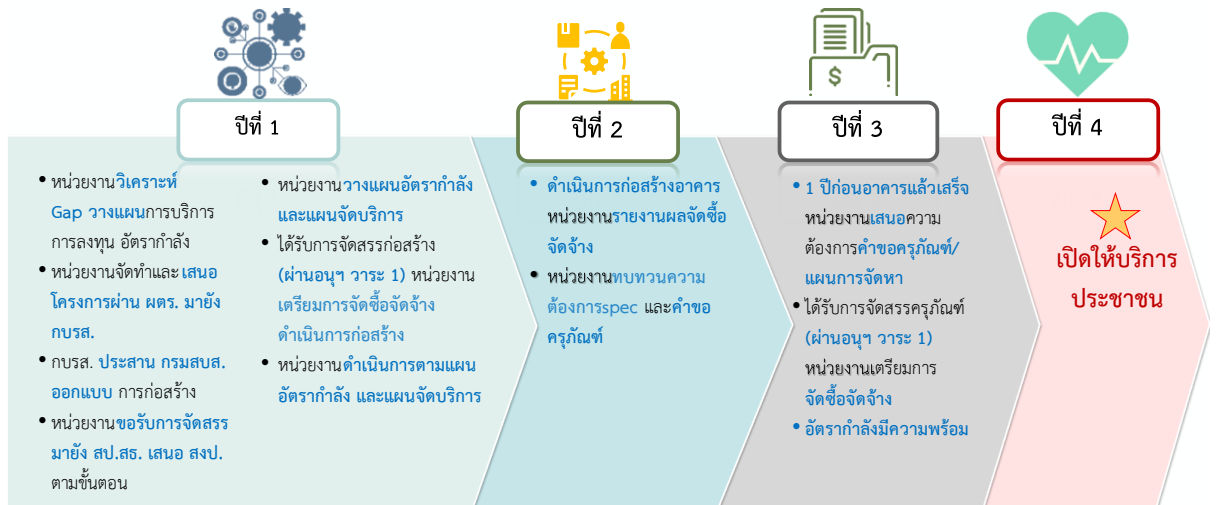 ปีที่ 1
• หน่วยงานวิเคราะห์
Gap วางแผนการบริการ
การลงทุน อัตรากำลัง
• หน่วยงานจัดทำและเสนอ
โครงการผ่าน ผตร. มายัง
กบรส.
• กบรส. ประสาน กรมสบส.
ออกแบบ การก่อสร้าง
• หน่วยงานขอรับการจัดสรร
มายัง สป.สธ. เสนอ สงป.
ตามขั้นตอน
• หน่วยงานวางแผนอัตรากำลัง
และแผนจัดบริการ
• ได้รับการจัดสรรก่อสร้าง
(ผ่านอนุฯ วาระ 1) หน่วยงาน
เตรียมการจัดซื้อจัดจ้าง
ดำเนินการก่อสร้าง
• หน่วยงานดำเนินการตามแผน
อัตรากำลัง และแผนจัดบริการ
ปีที่ 2
• ดำเนินการก่อสร้างอาคาร
หน่วยงานรายงานผลจัดซื้อ
จัดจ้าง
• หน่วยงานทบทวนความ
ต้องการspec และคำขอ
ครุภัณฑ์
ปีที่ 3
$
• 1 ปีก่อนอาคารแล้วเสร็จ
หน่วยงานเสนอความ
ต้องการคำขอครุภัณฑ์/
แผนการจัดหา
• ได้รับการจัดสรรครุภัณฑ์
(ผ่านอนุฯ วาระ 1)
หน่วยงานเตรียมการ
จัดซื้อจัดจ้าง
• อัตรากำลังมีความพร้อม
ปีที่ 4
เปิดให้บริการ
ประชาชน